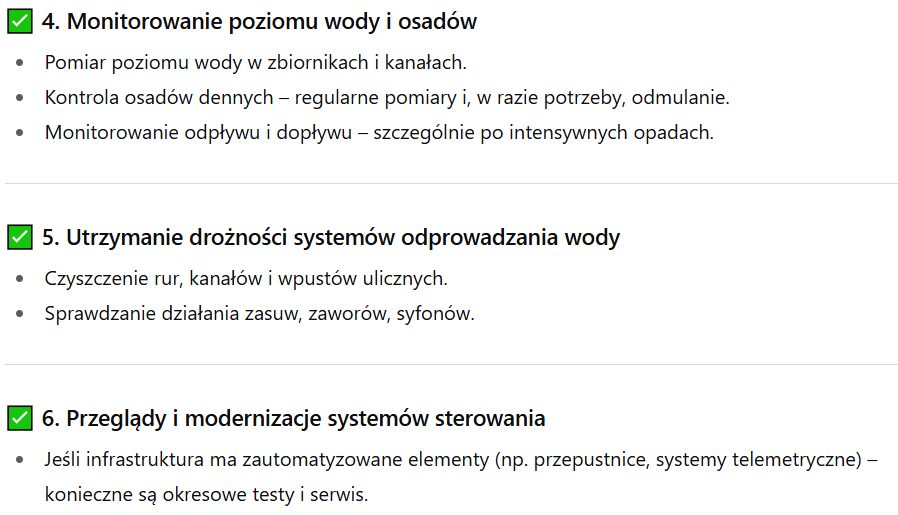 ✅ 4. Monitorowanie poziomu wody i osadów
• Pomiar poziomu wody w zbiornikach i kanałach.
• Kontrola osadów dennych – regularne pomiary i, w razie potrzeby, odmulanie.
• Monitorowanie odpływu i dopływu – szczególnie po intensywnych opadach.
✅ 5. Utrzymanie drożności systemów odprowadzania wody
• Czyszczenie rur, kanałów i wpustów ulicznych.
• Sprawdzanie działania zasuw, zaworów, syfonów.
✅ 6. Przeglądy i modernizacje systemów sterowania
• Jeśli infrastruktura ma zautomatyzowane elementy (np. przepustnice, systemy telemetryczne) –
konieczne są okresowe testy i serwis.